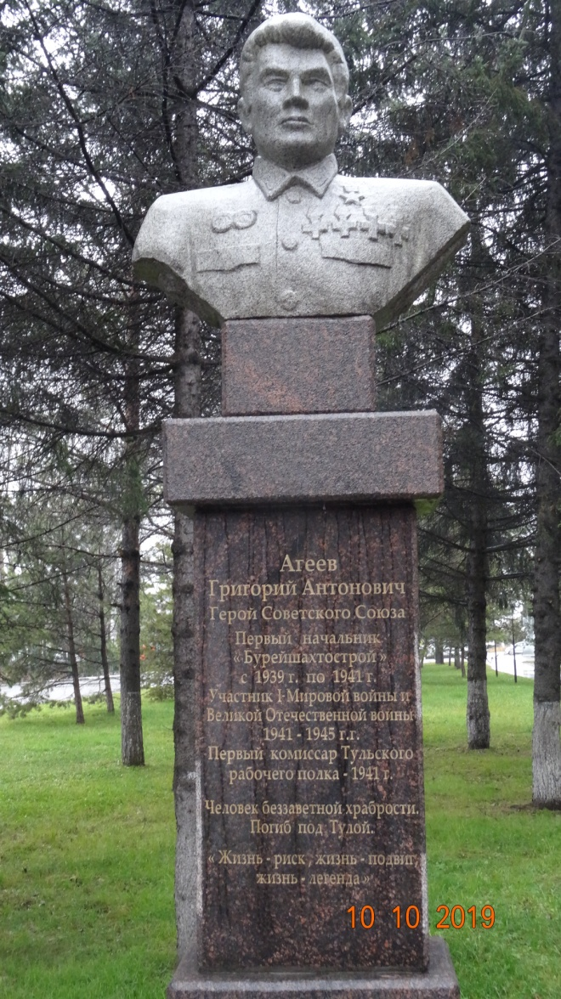 Агеев
Григорий Антонович
Герой Советского Союза
Первый начальник
«Бурейшахтострой»
с 1939 г. по 1941 г.
Участник I-Мировой войны и
Великой Отечественной войны
1941 - 1945 г.г.
Первый комиссар Тульского
рабочего полка - 1941 г.
Человек беззаветной храбрости.
Погиб под Тулой.
« Жизнь - риск, жизнь - подвиг,
жизнь - легенда »
10 10 2019